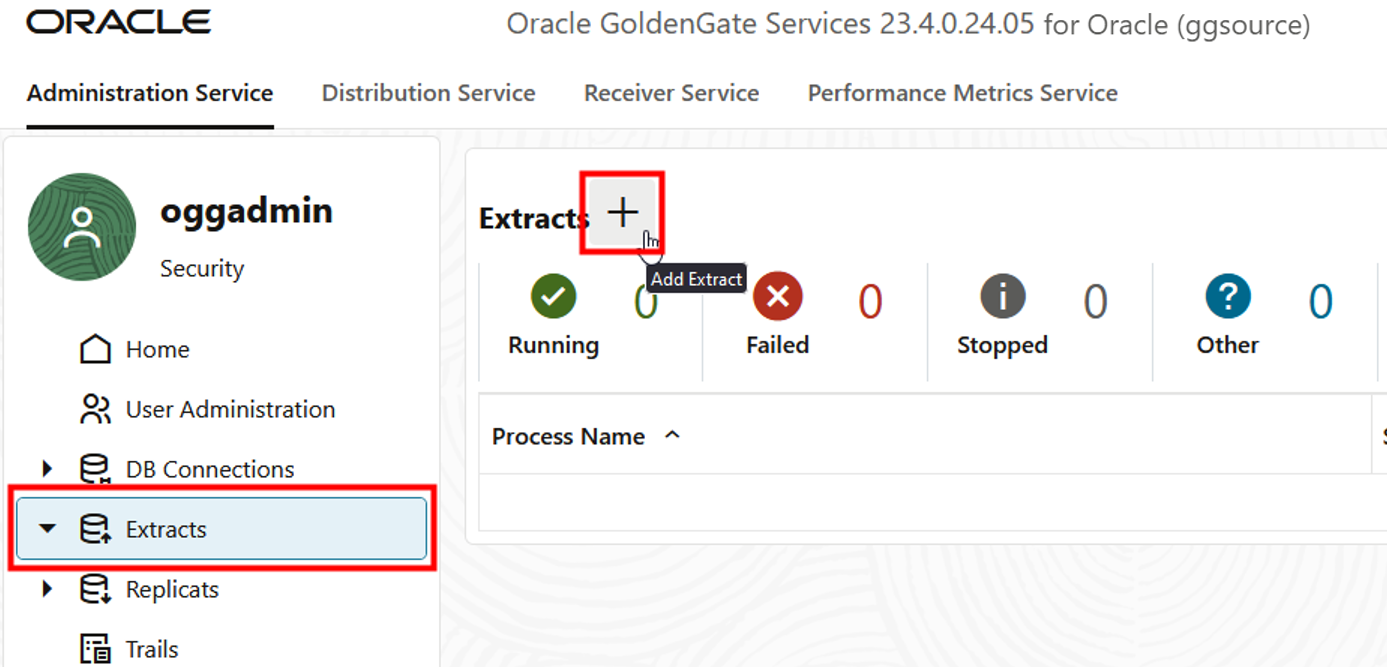 ORACLE
Oracle GoldenGate Services 23.4.0.24.05 for Oracle (ggsource)
Administration Service Distribution Service Receiver Service Performance Metrics Service
oggadmin
Security
Home
User Administration
DB Connections
Extracts
Replicats
Trails
Extracts
Add Extract
0 0 0 0
Running Failed Stopped Other
Process Name